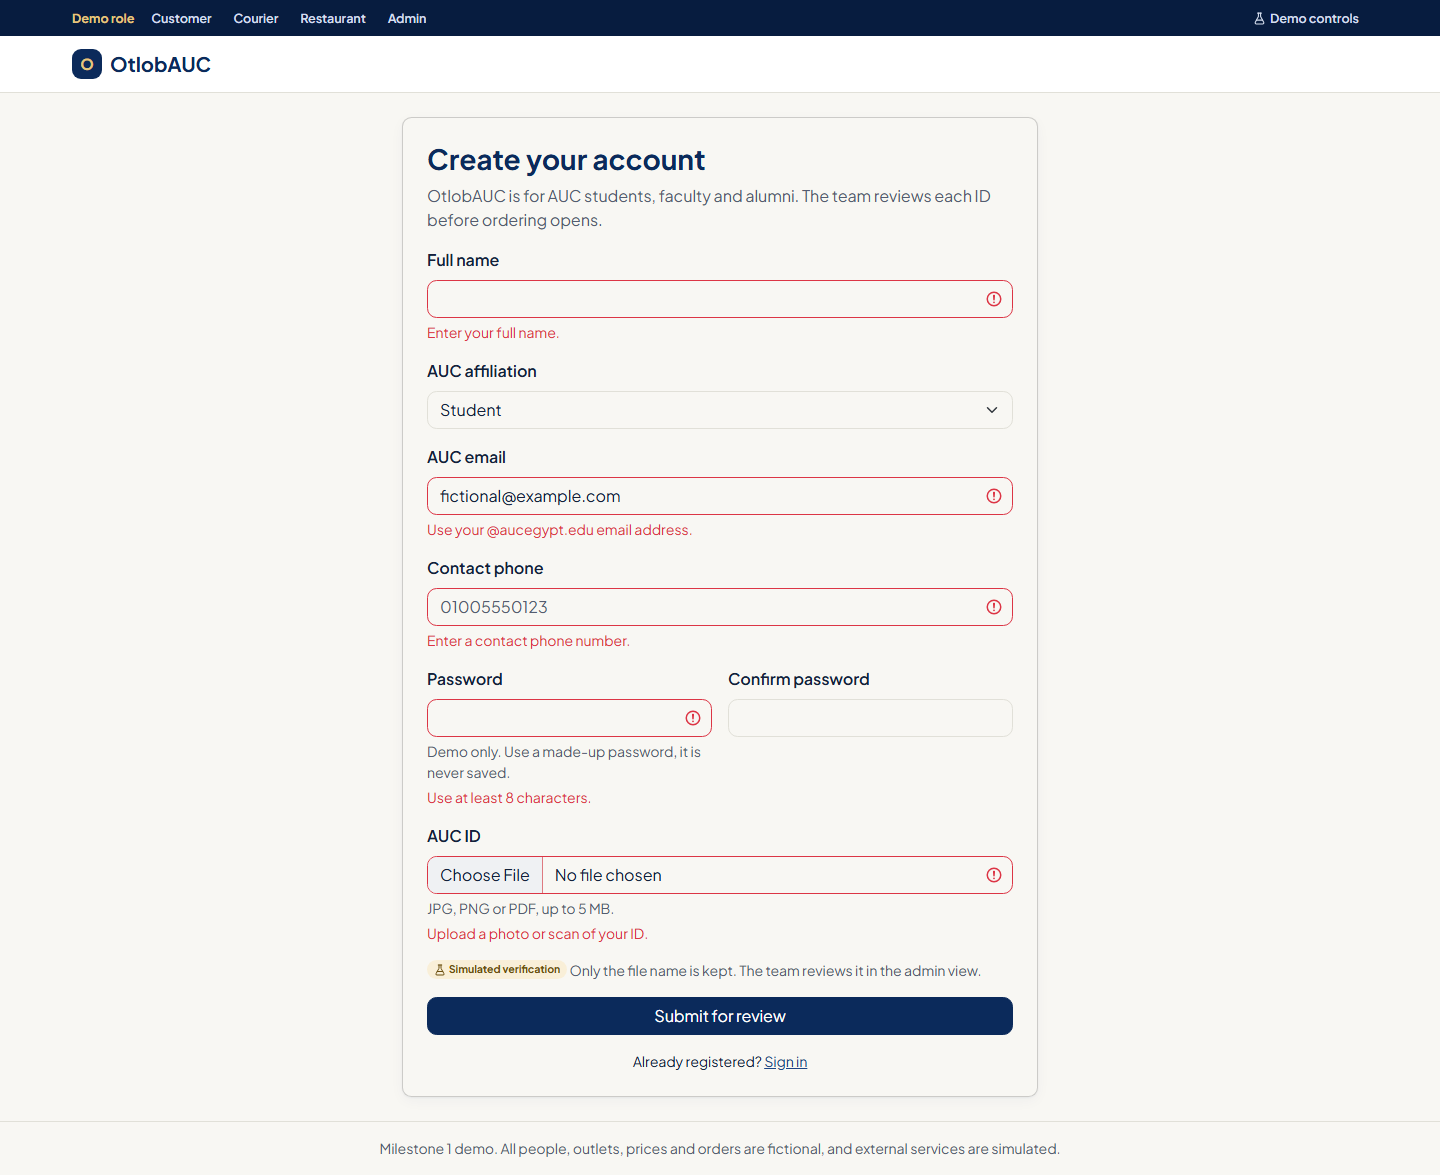 Demo role Customer Courier Restaurant Admin Demo controls
O OtlobAUC
Create your account
OtlobAUC is for AUC students, faculty and alumni. The team reviews each ID
before ordering opens.
Full name
Enter your full name.
AUC affiliation
Student
AUC email
fictional@example.com
Use your @aucegypt.edu email address.
Contact phone
01005550123
Enter a contact phone number.
Password
Confirm password
Demo only. Use a made-up password, it is
never saved.
Use at least 8 characters.
AUC ID
Choose File No file chosen
JPG, PNG or PDF, up to 5 MB.
Upload a photo or scan of your ID.
Simulated verification Only the file name is kept. The team reviews it in the admin view.
Submit for review
Already registered? Sign in
Milestone 1 demo. All people, outlets, prices and orders are fictional, and external services are simulated.